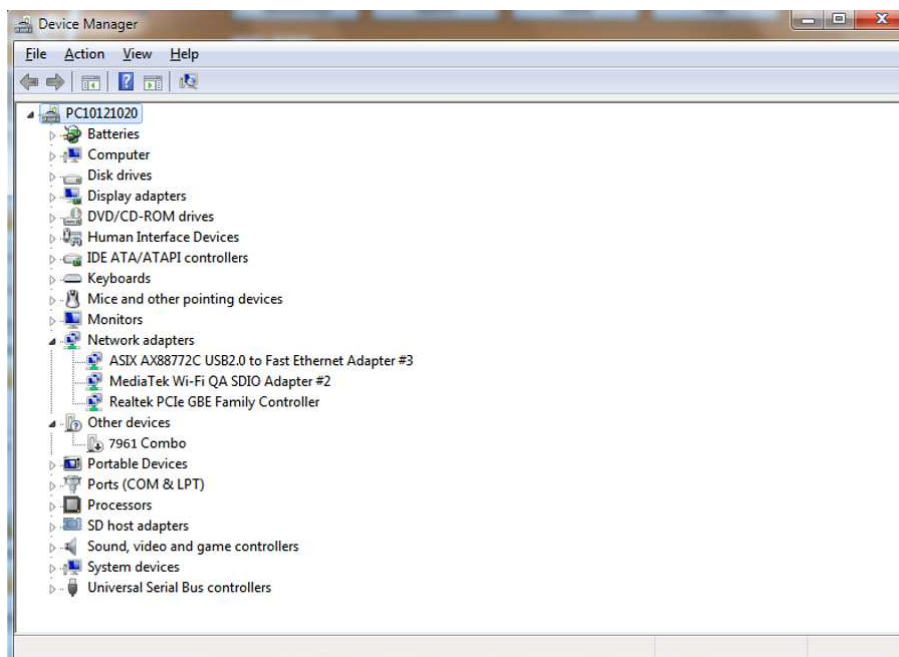 Device Manager
File Action View Help
PC10121020
Batteries
Computer
Disk drives
Display adapters
DVD/CD-ROM drives
Human Interface Devices
IDE ATA/ATAPI controllers
Keyboards
Mice and other pointing devices
Monitors
Network adapters
ASIX AX88772C USB2.0 to Fast Ethernet Adapter #3
MediaTek Wi-Fi QA SDIO Adapter #2
Realtek PCIe GBE Family Controller
Other devices
7961 Combo
Portable Devices
Ports (COM & LPT)
Processors
SD host adapters
Sound, video and game controllers
System devices
Universal Serial Bus controllers